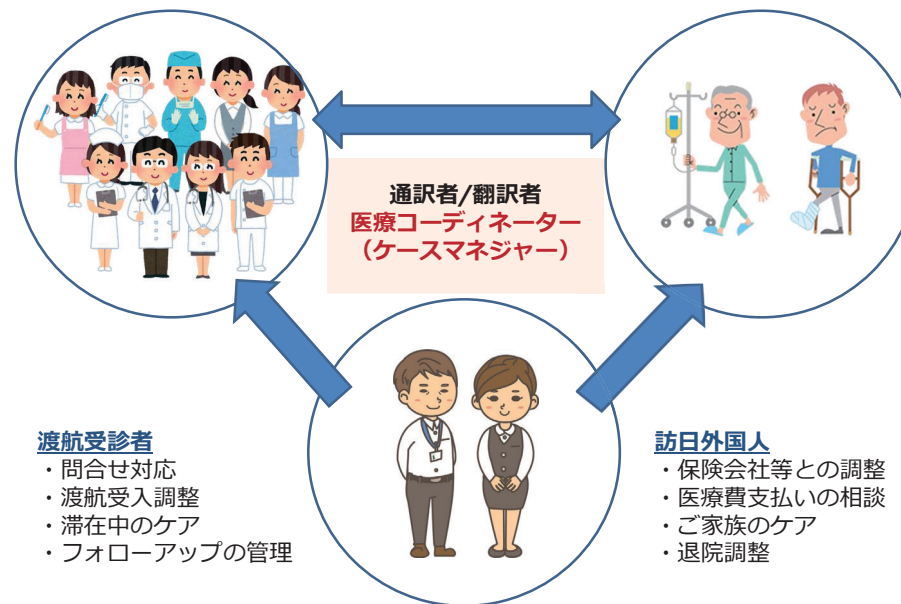 通訳者/翻訳者
医療コーディネーター
（ケースマネジャー）
渡航受診者
・問合せ対応
・渡航受入調整
・滞在中のケア
・フォローアップの管理
訪日外国人
・保険会社等との調整
・医療費支払いの相談
・ご家族のケア
・退院調整